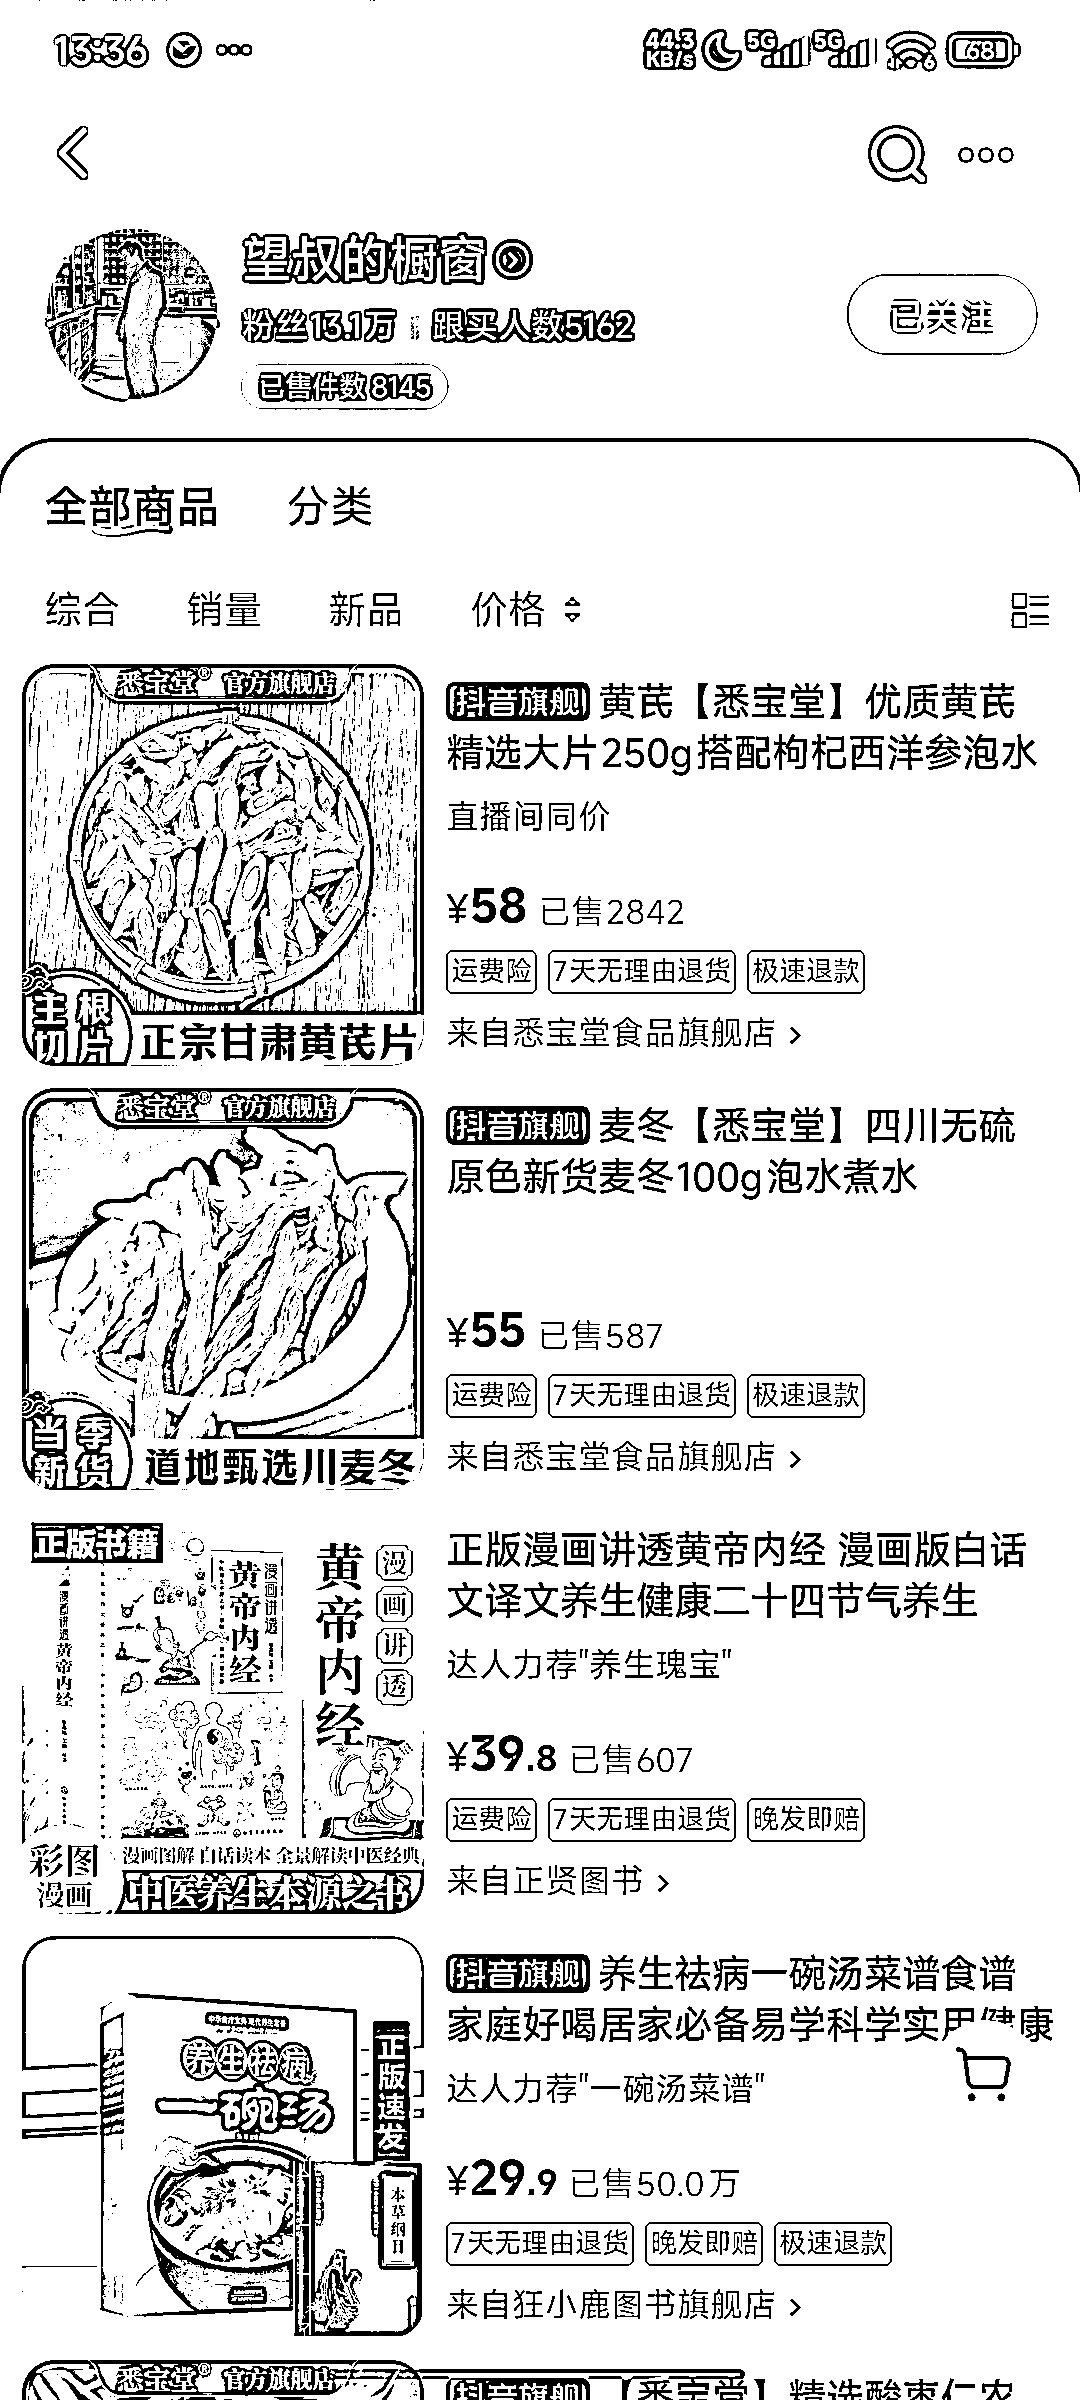 13:36
44.3 KB/s 5G 5G 68
望叔的橱窗
粉丝13.1万 跟买人数5162
已关注
已售件数 8145
全部商品 分类
综合 销量 新品 价格
悉宝堂® 官方旗舰店
主根切片
正宗甘肃黄芪片
抖音旗舰 黄芪【悉宝堂】优质黄芪
精选大片250g搭配枸杞西洋参泡水
直播间同价
¥58 已售2842
运费险 7天无理由退货 极速退款
来自悉宝堂食品旗舰店
悉宝堂® 官方旗舰店
当季新货
道地甄选川麦冬
抖音旗舰 麦冬【悉宝堂】四川无硫
原色新货麦冬100g泡水煮水
¥55 已售587
运费险 7天无理由退货 极速退款
来自悉宝堂食品旗舰店
正版书籍
漫画讲透黄帝内经
漫画讲透
黄帝内经
黄帝内经
漫画讲透
彩图漫画
漫画图解 白话读本 全景解读中医经典
中医养生本源之书
正版漫画讲透黄帝内经 漫画版白话
文译文养生健康二十四节气养生
达人力荐"养生瑰宝"
¥39.8 已售607
运费险 7天无理由退货 晚发即赔
来自正贤图书
养生祛病
一碗汤
正版速发
本草纲目
抖音旗舰 养生祛病一碗汤菜谱食谱
家庭好喝居家必备易学科学实用健康
达人力荐"一碗汤菜谱"
¥29.9 已售50.0万
7天无理由退货 晚发即赔 极速退款
来自狂小鹿图书旗舰店
悉宝堂® 官方旗舰店
抖音旗舰 【悉宝堂】精选酸枣仁农